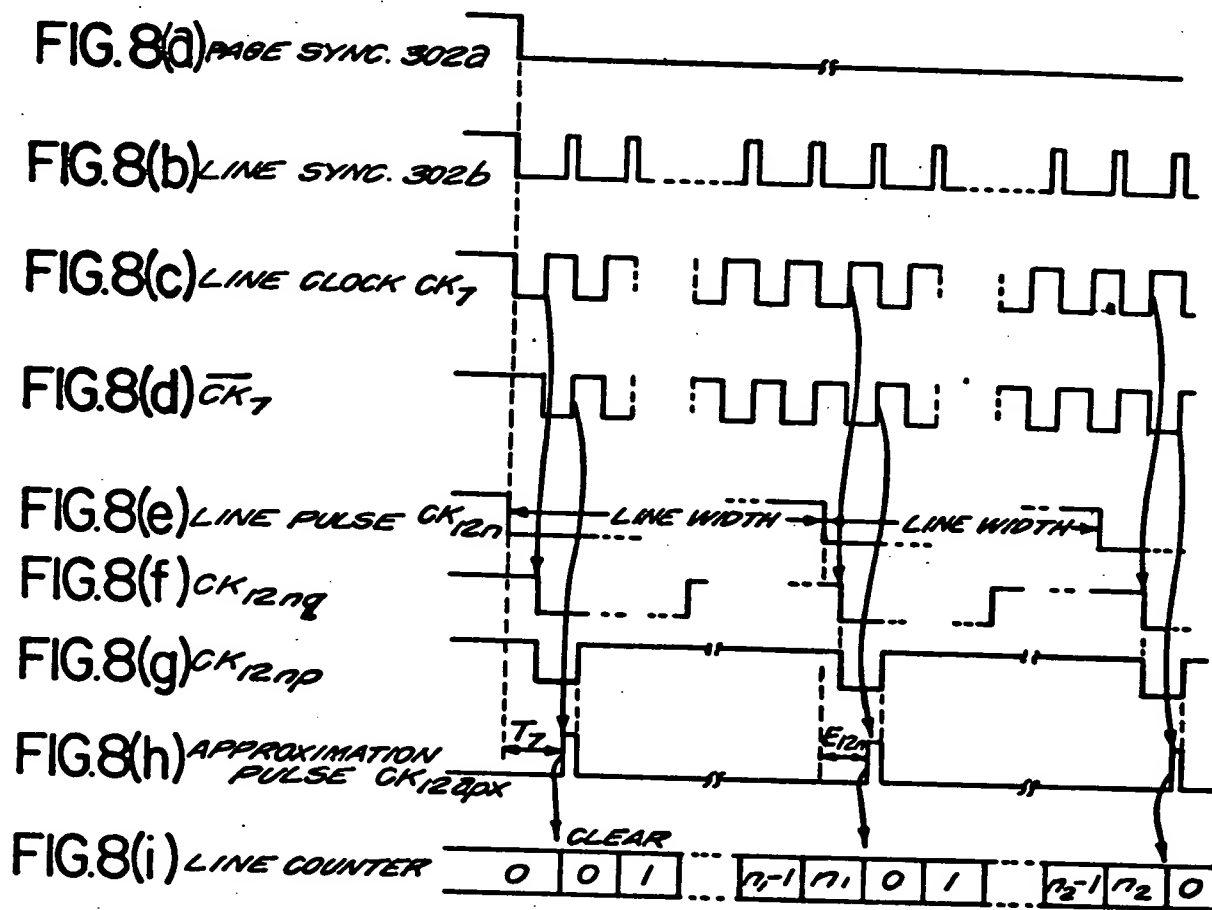 FIG. 8(a) PAGE SYNC. 302a
FIG. 8(b) LINE SYNC. 302b
FIG. 8(c) LINE CLOCK CK7
FIG. 8(d) C̅K̅7
FIG. 8(e) LINE PULSE CK12n
LINE WIDTH LINE WIDTH
FIG. 8(f) CK12nq
FIG. 8(g) CK12np
FIG. 8(h) APPROXIMATION
PULSE CK12apx
T7 E12n
CLEAR
FIG. 8(i) LINE COUNTER
0 0 1 n1-1 n1 0 1 n2-1 n2 0